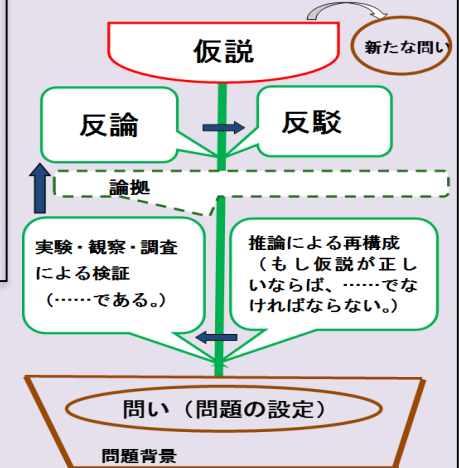 仮説
新たな問い
反論
反駁
論拠
実験・観察・調査
による検証
(……である。)
推論による再構成
(もし仮説が正し
いならば、……でな
ければならない。)
問い(問題の設定)
問題背景